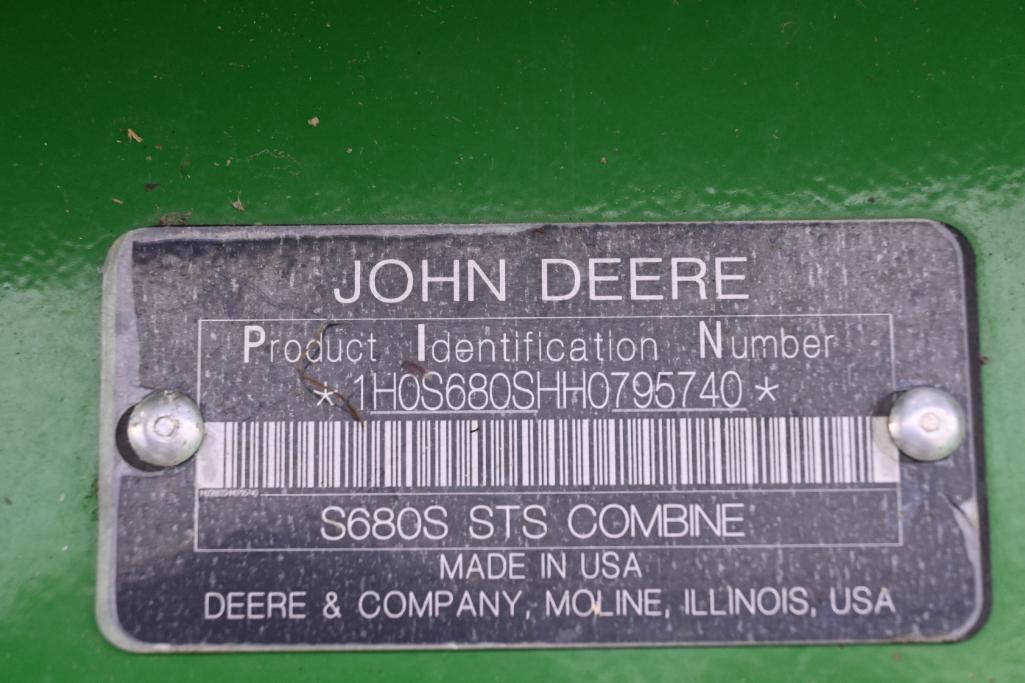 JOHN DEERE
Product Identification Number
*1H0S680SHH0795740*
S680S STS COMBINE
MADE IN USA
DEERE & COMPANY, MOLINE, ILLINOIS, USA